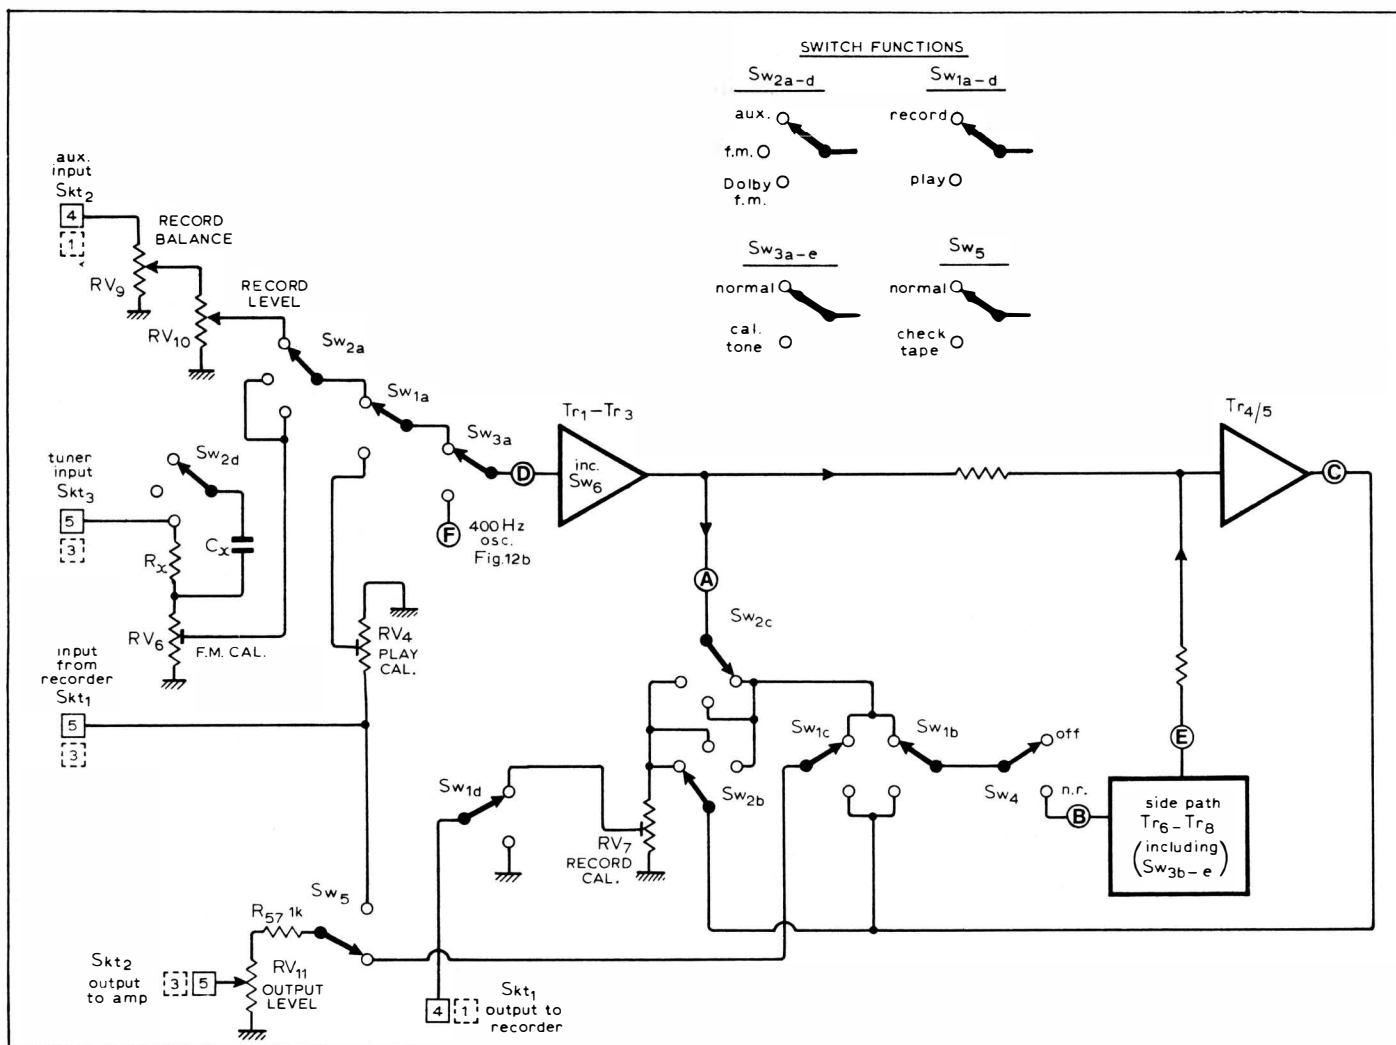 SWITCH FUNCTIONS
Sw2a-d
aux.
f.m.
Dolby
f.m.
Sw1a-d
record
play
Sw3a-e
normal
cal.
tone
Sw5
normal
check
tape
aux.
input
Skt2
4
1
RECORD
BALANCE
RV9
RECORD
LEVEL
RV10
Sw2a
Sw1a
Sw3a
D
Tr1-Tr3
inc.
Sw6
Tr4/5
C
F
400Hz
osc.
Fig.12b
tuner
input
Skt3
5
3
Sw2d
Rx
Cx
RV6
F.M. CAL.
A
Sw2c
RV4
PLAY
CAL.
input
from
recorder
Skt1
5
3
Sw1c
Sw1b
off
Sw4
n.r.
B
E
side path
Tr6-Tr8
(including
Sw3b-e)
Sw2b
Sw1d
RV7
RECORD
CAL.
Sw5
R57 1k
Skt2
output
to amp
3
5
RV11
OUTPUT
LEVEL
4
1
Skt1
output to
recorder